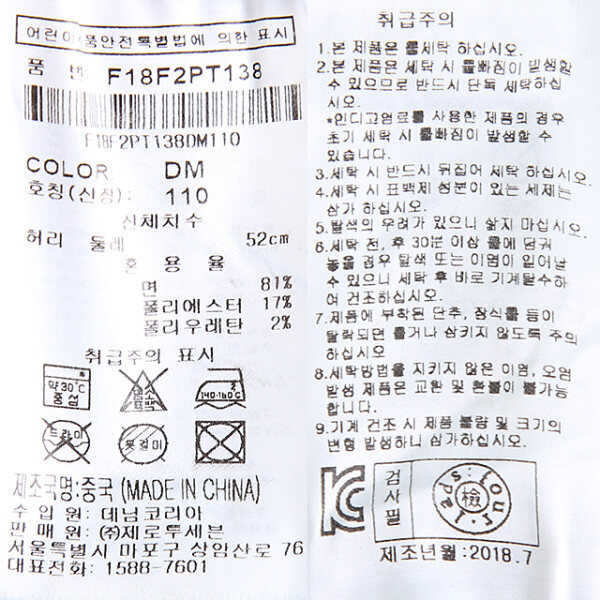 어린이제품안전특별법에 의한 표시
품 번 F18F2PT138
F18F2PT138DM110
COLOR: DM
호칭(신장): 110
신체치수
허리 둘레 52cm
혼 용 율
면 81%
폴리에스터 17%
폴리우레탄 2%
취급주의 표시
약30℃
중성
염소
표백
140-160℃
드라이
옷걸이
제조국명:중국 (MADE IN CHINA)
수 입 원: 데님코리아
판 매 원: ㈜제로투세븐
서울특별시 마포구 상암산로 76
대표전화: 1588-7601
취급주의
1.본 제품은 물세탁 하십시오.
2.본 제품은 세탁 시 물빠짐이 발생할
수 있으므로 반드시 단독 세탁하십
시오.
*인디고염료를 사용한 제품의 경우
초기 세탁 시 물빠짐이 발생할 수
있습니다.
3.세탁 시 반드시 뒤집어 세탁 하십시오.
4.세탁 시 표백제 성분이 있는 세제는
삼가 하십시오.
5.탈색의 우려가 있으니 삶지 마십시오.
6.세탁 전, 후 30분 이상 물에 담궈
놓을 경우 탈색 또는 이염이 일어날
수 있으니 세탁 후 바로 기계탈수하
여 건조하십시오.
7.제품에 부착된 단추, 장식물 등이
탈락되면 물거나 삼키지 않도록 주의
하십시오
8.세탁방법을 지키지 않은 이염, 오염
발생 제품은 교환 및 환불이 불가능
합니다.
9.기계 건조 시 제품 불량 및 크기의
변형 발생하니 삼가하십시오.
KC
검
사
필
檢
제조년월:2018.7